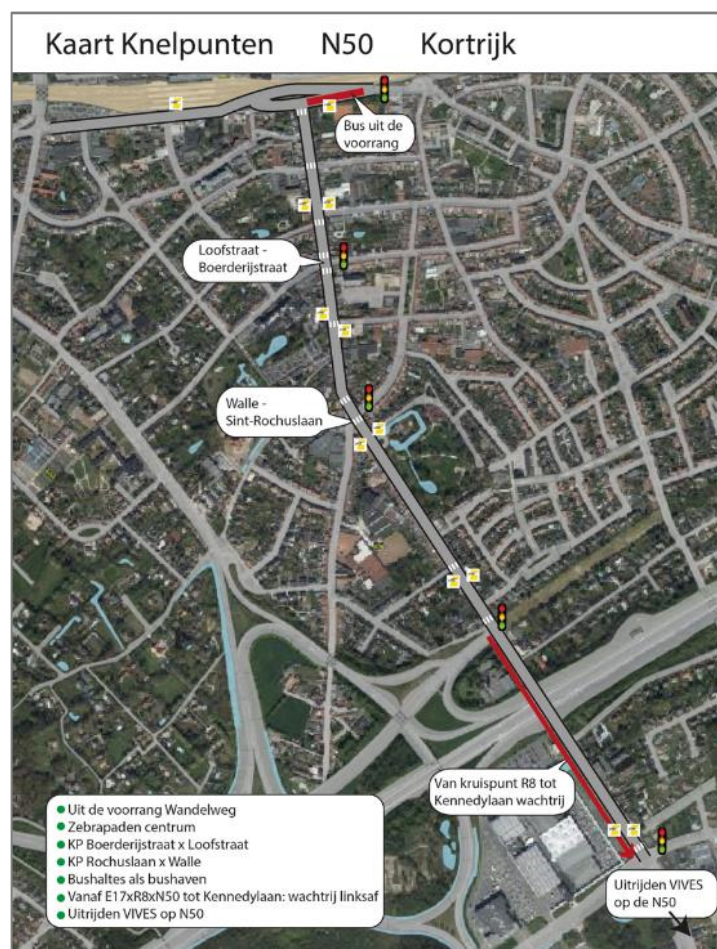 Kaart Knelpunten N50 Kortrijk
Bus uit de
voorrang
Loofstraat -
Boerderijstraat
Walle -
Sint-Rochuslaan
Van kruispunt R8 tot
Kennedylaan wachtrij
Uit de voorrang Wandelweg
Zebrapaden centrum
KP Boerderijstraat x Loofstraat
KP Rochuslaan x Walle
Bushaltes als bushaven
Vanaf E17xR8xN50 tot Kennedylaan: wachtrij linksaf
Uitrijden VIVES op N50
Uitrijden VIVES
op de N50